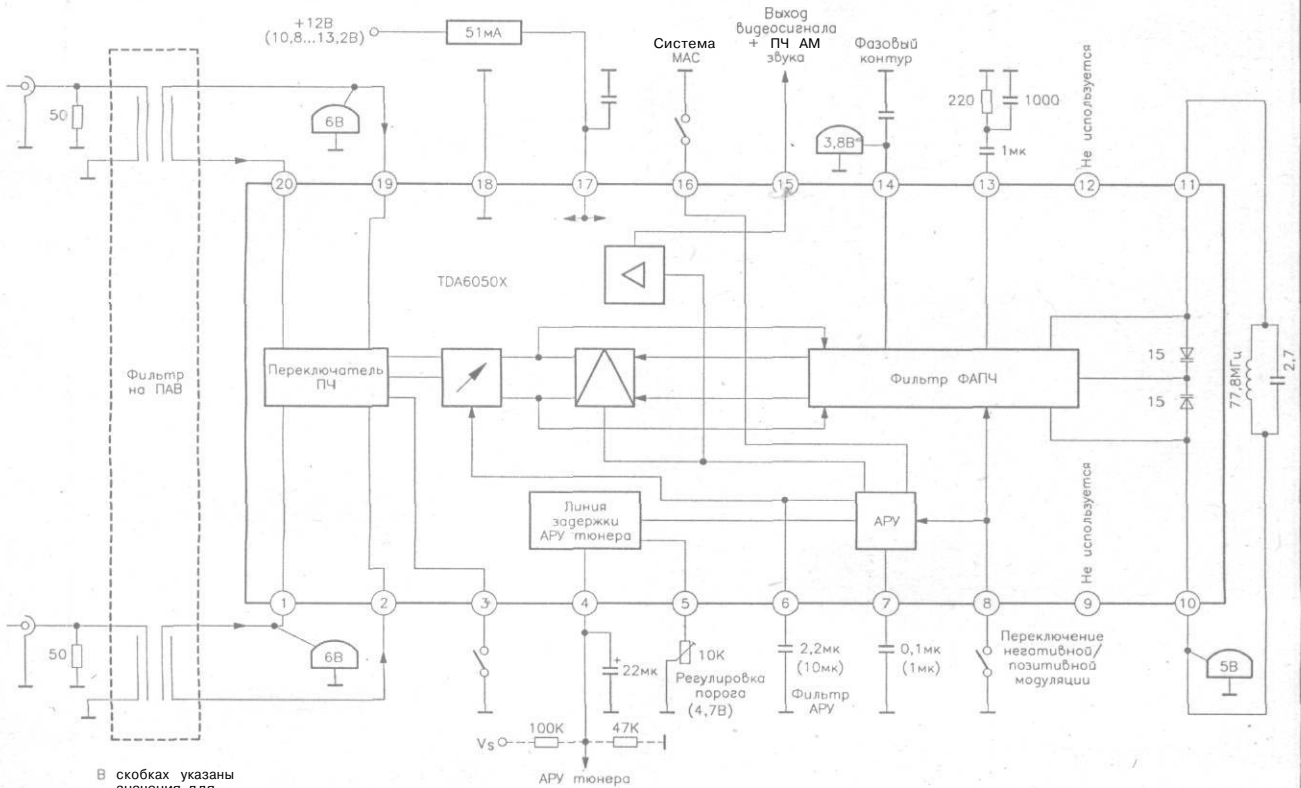 +12В
(10,8...13,2В)
51мА
Система
МАС
Выход
видеосигнала
+ ПЧ АМ
звука
Фазовый
контур
220
1000
1мк
Не используется
50
6В
3,8В
20
19
18
17
16
15
14
13
12
11
TDA6050X
Фильтр
на ПАВ
Переключатель
ПЧ
Фильтр ФАПЧ
15
15
77,8МГц
2,7
Линия
задержки
АРУ тюнера
АРУ
Не используется
1
2
3
4
5
6
7
8
9
10
50
6В
22мк
+
10К
Регулировка
порога
(4,7В)
2,2мк
(10мк)
Фильтр
АРУ
0,1мк
(1мк)
Переключение
негативной/
позитивной
модуляции
5В
Vs
100К
47К
АРУ тюнера
В скобках указаны